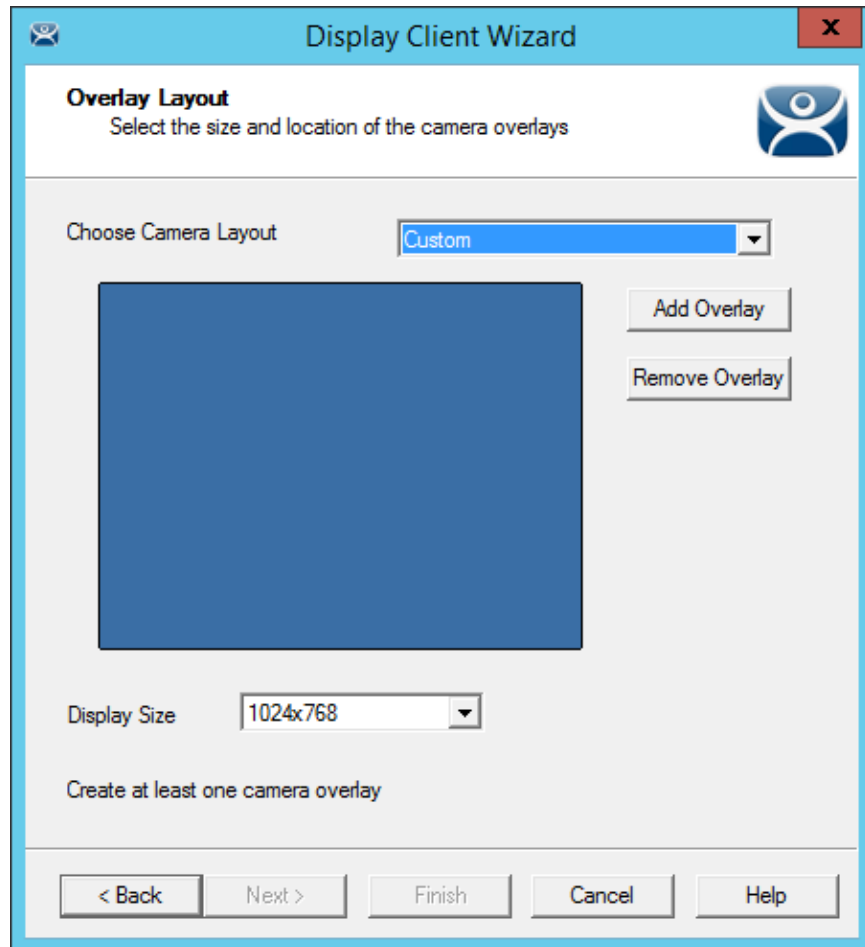 Display Client Wizard
x
Overlay Layout
Select the size and location of the camera overlays
Choose Camera Layout
Custom
Add Overlay
Remove Overlay
Display Size
1024x768
Create at least one camera overlay
< Back
Next >
Finish
Cancel
Help